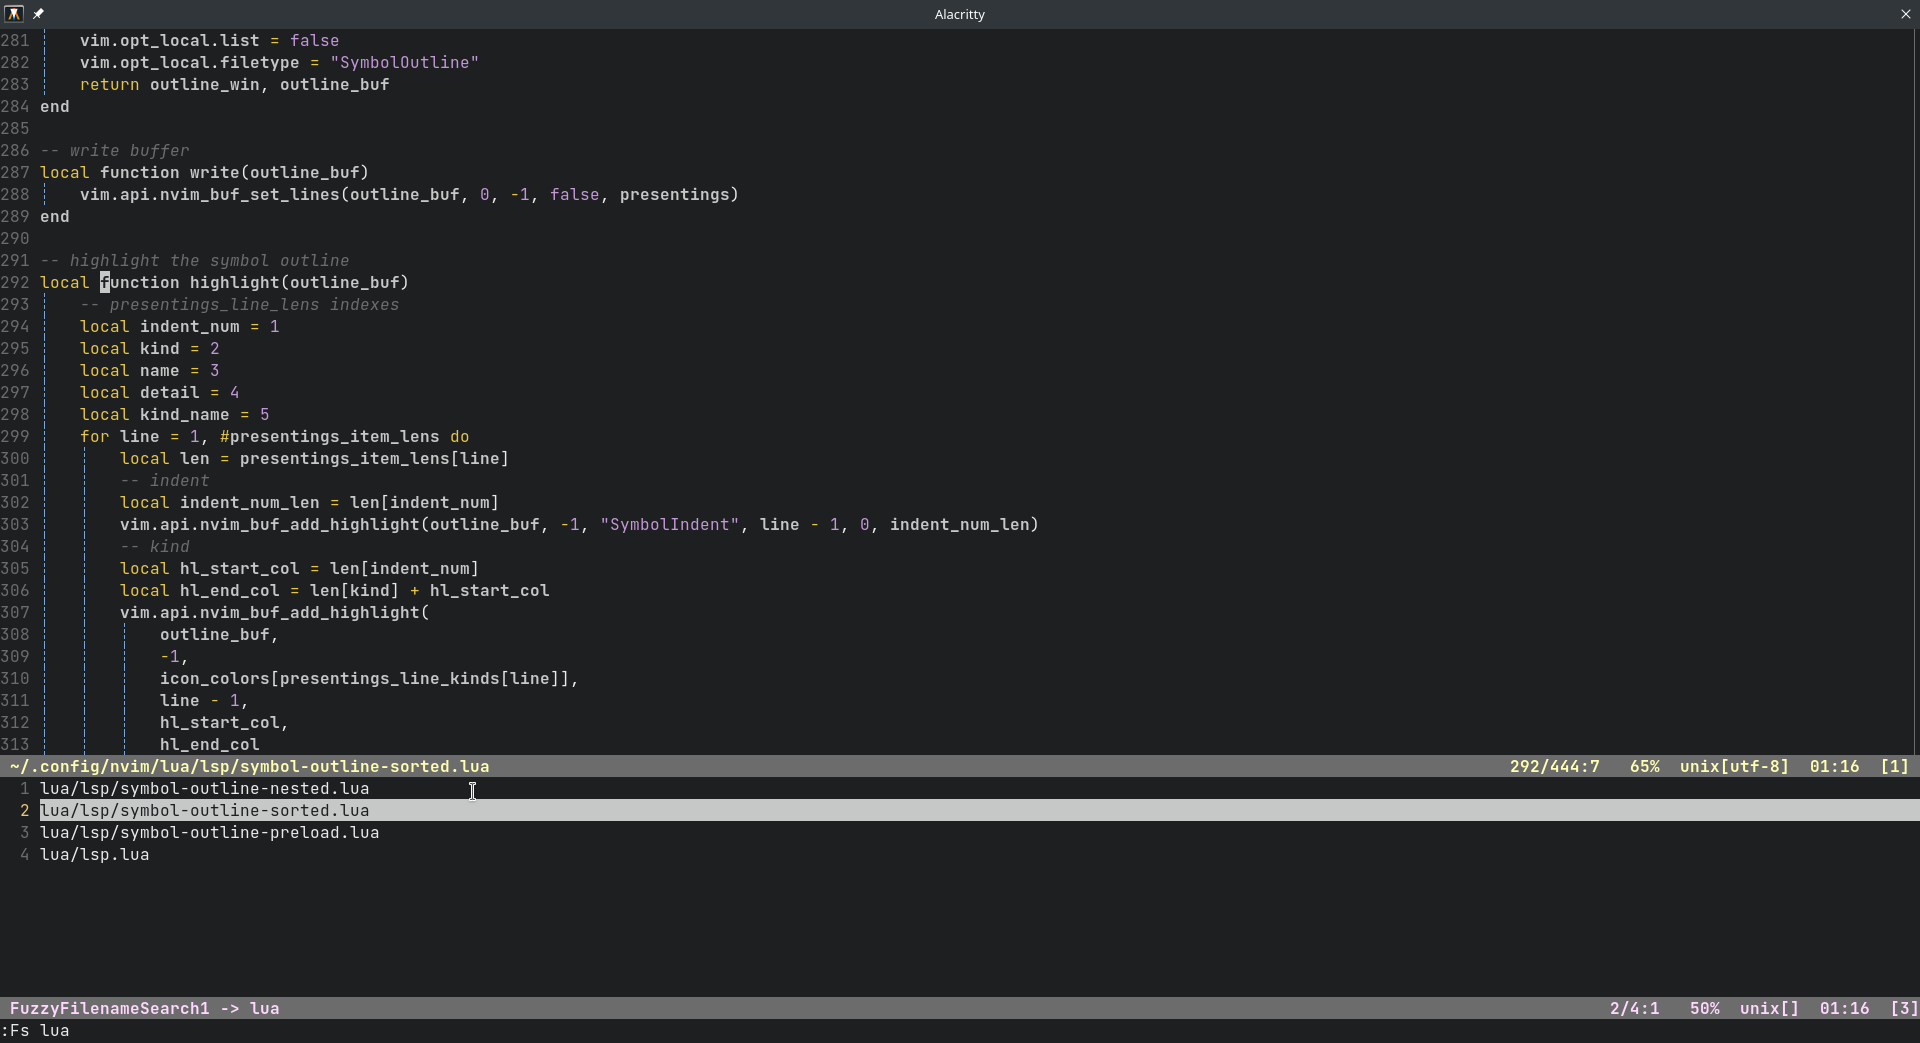 Alacritty
281     vim.opt_local.list = false
282     vim.opt_local.filetype = "SymbolOutline"
283     return outline_win, outline_buf
284 end
285
286 -- write buffer
287 local function write(outline_buf)
288     vim.api.nvim_buf_set_lines(outline_buf, 0, -1, false, presentings)
289 end
290
291 -- highlight the symbol outline
292 local function highlight(outline_buf)
293     -- presentings_line_lens indexes
294     local indent_num = 1
295     local kind = 2
296     local name = 3
297     local detail = 4
298     local kind_name = 5
299     for line = 1, #presentings_item_lens do
300         local len = presentings_item_lens[line]
301         -- indent
302         local indent_num_len = len[indent_num]
303         vim.api.nvim_buf_add_highlight(outline_buf, -1, "SymbolIndent", line - 1, 0, indent_num_len)
304         -- kind
305         local hl_start_col = len[indent_num]
306         local hl_end_col = len[kind] + hl_start_col
307         vim.api.nvim_buf_add_highlight(
308             outline_buf,
309             -1,
310             icon_colors[presentings_line_kinds[line]],
311             line - 1,
312             hl_start_col,
313             hl_end_col
~/.config/nvim/lua/lsp/symbol-outline-sorted.lua 292/444:7 65% unix[utf-8] 01:16 [1]
1 lua/lsp/symbol-outline-nested.lua
2 lua/lsp/symbol-outline-sorted.lua
3 lua/lsp/symbol-outline-preload.lua
4 lua/lsp.lua
FuzzyFilenameSearch1 -> lua 2/4:1 50% unix[] 01:16 [3]
:Fs lua